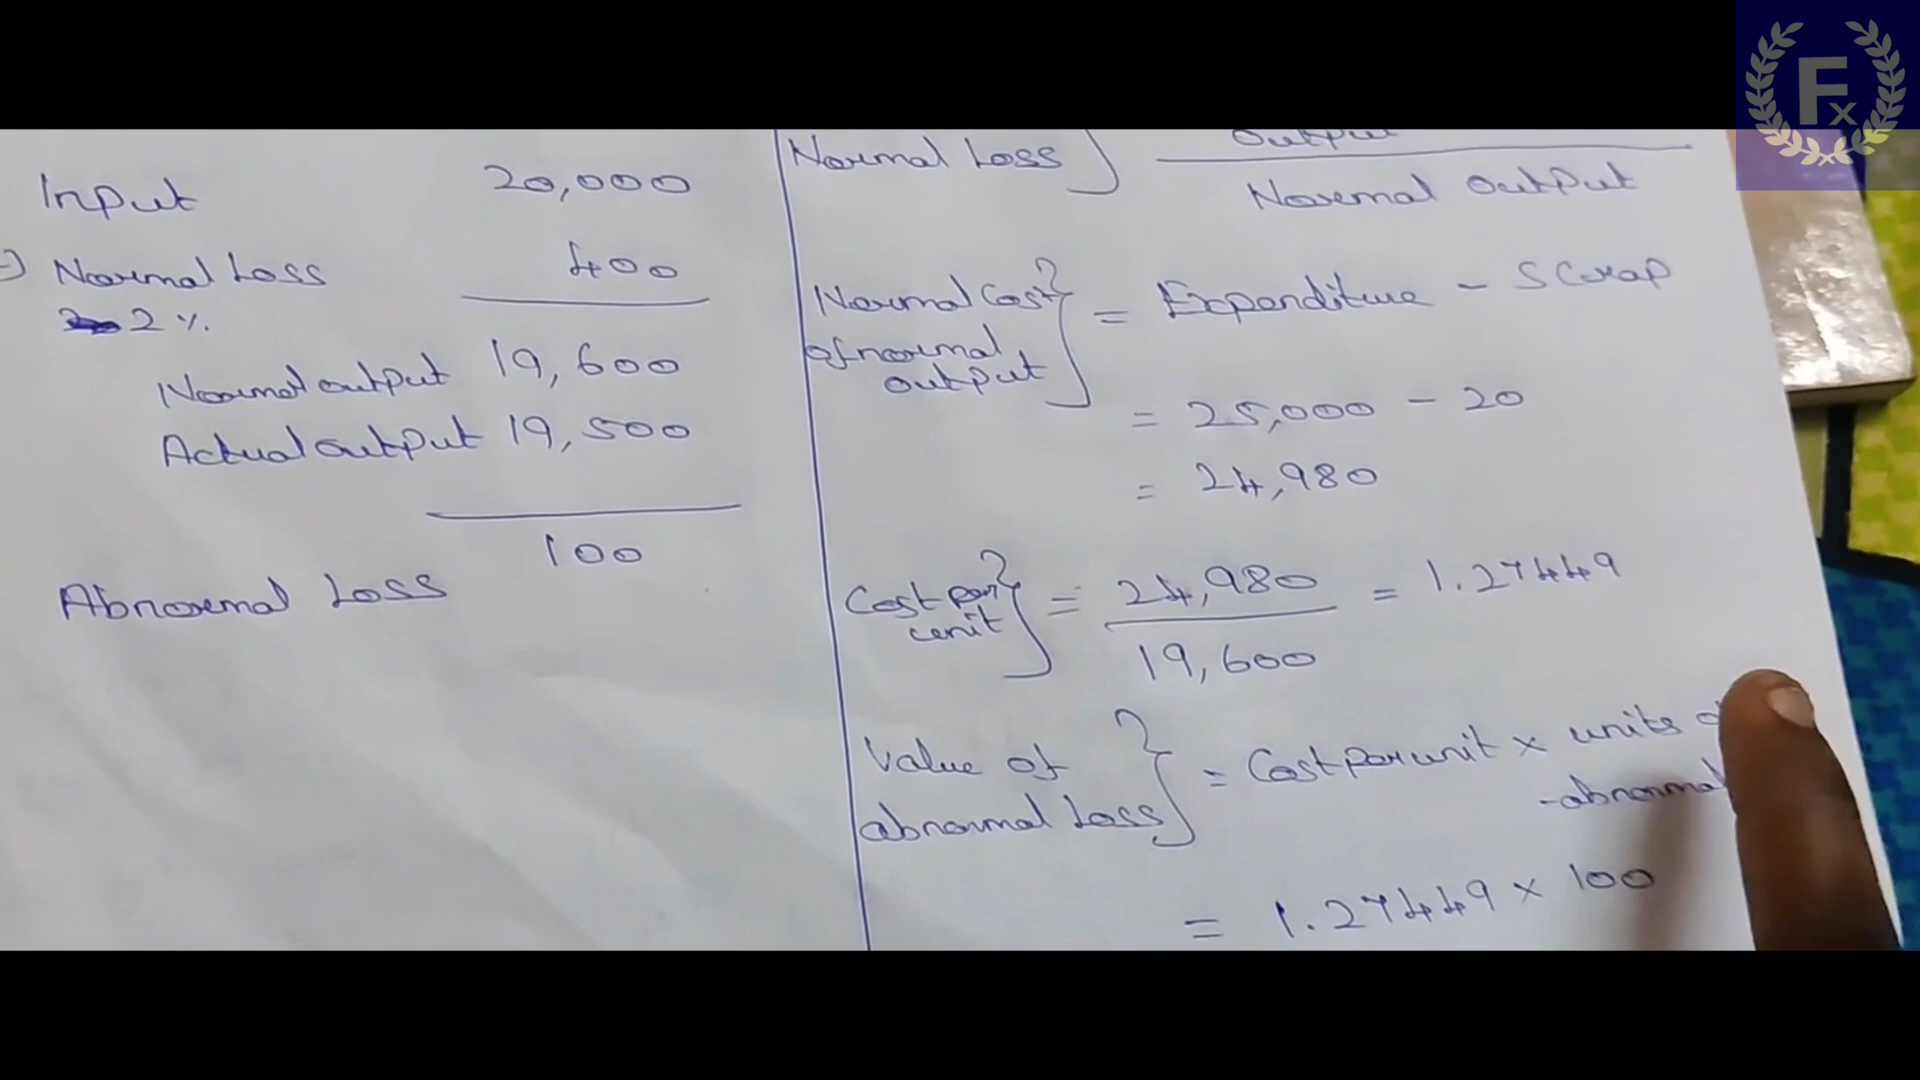 Input 20,000
-) Normal Loss 400
2%
Normal output 19,600
Actual output 19,500
100
Abnormal Loss
Normal Loss } output
Normal output
Normal Cost of normal output } = Expenditure - Scrap
= 25,000 - 20
= 24,980
Cost per unit } = 24,980 = 1.27449
19,600
Value of abnormal Loss } = Cost per unit x units
-abnormal
= 1.27449 x 100
Fx